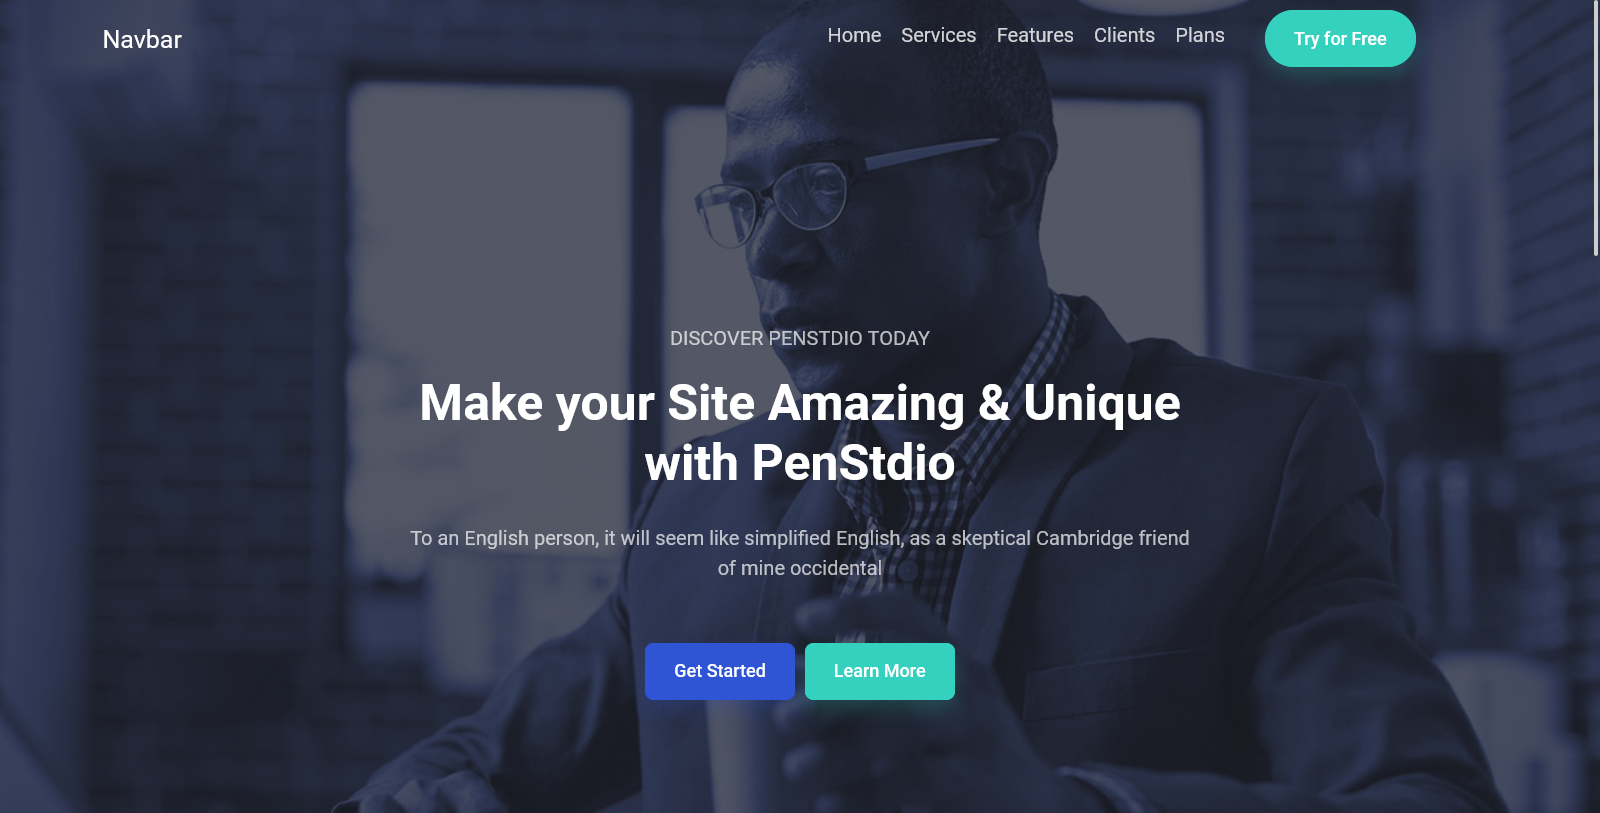 Navbar
Home Services Features Clients Plans Try for Free
DISCOVER PENSTDIO TODAY
Make your Site Amazing & Unique
with PenStdio
To an English person, it will seem like simplified English, as a skeptical Cambridge friend
of mine occidental
Get Started Learn More